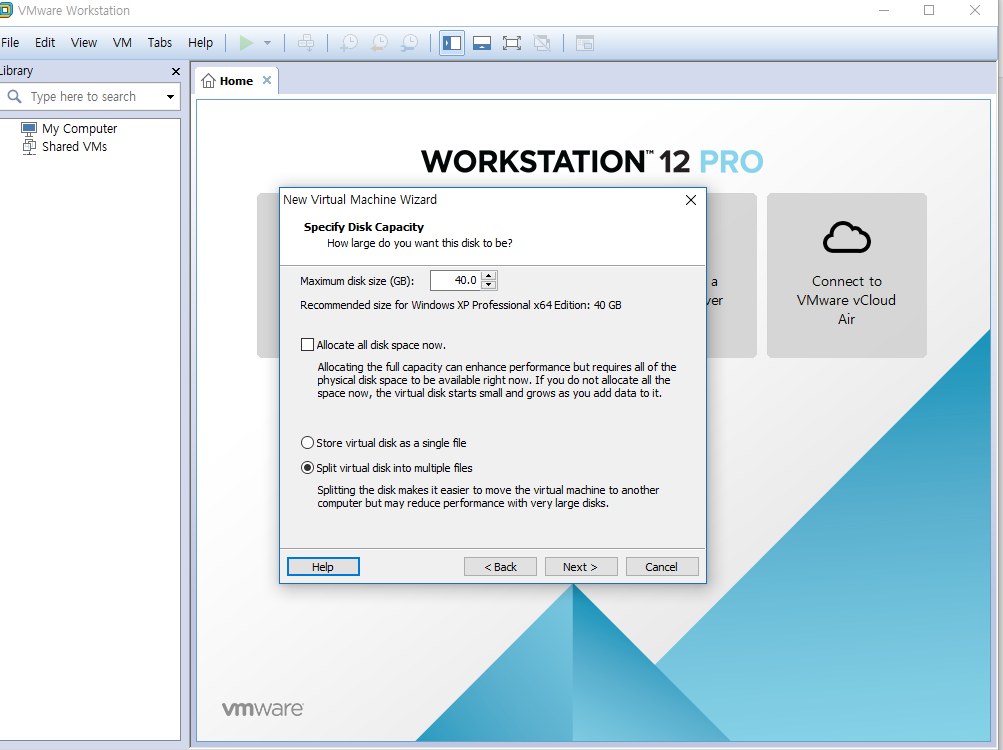 VMware Workstation
File Edit View VM Tabs Help
Library
Type here to search
My Computer
Shared VMs
Home
WORKSTATION™ 12 PRO
a
ver
Connect to
VMware vCloud
Air
New Virtual Machine Wizard
Specify Disk Capacity
How large do you want this disk to be?
Maximum disk size (GB): 40.0
Recommended size for Windows XP Professional x64 Edition: 40 GB
Allocate all disk space now.
Allocating the full capacity can enhance performance but requires all of the
physical disk space to be available right now. If you do not allocate all the
space now, the virtual disk starts small and grows as you add data to it.
Store virtual disk as a single file
Split virtual disk into multiple files
Splitting the disk makes it easier to move the virtual machine to another
computer but may reduce performance with very large disks.
Help < Back Next > Cancel
vmware